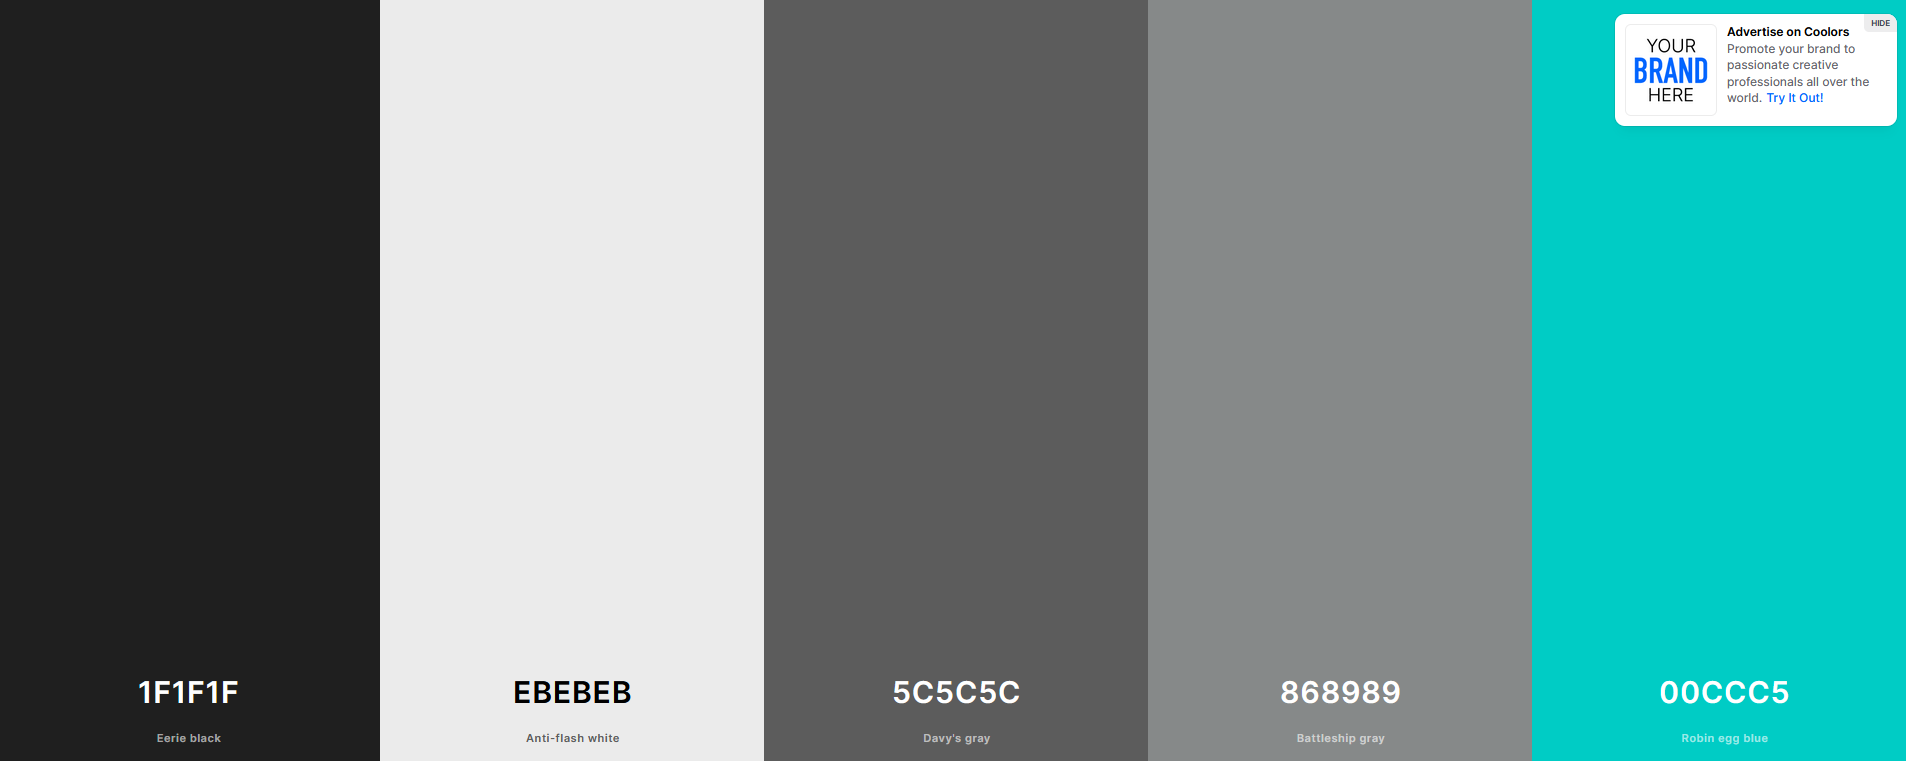 HIDE
YOUR
BRAND
HERE
Advertise on Coolors
Promote your brand to
passionate creative
professionals all over the
world. Try It Out!
1F1F1F
Eerie black
EBEBEB
Anti-flash white
5C5C5C
Davy's gray
868989
Battleship gray
00CCC5
Robin egg blue